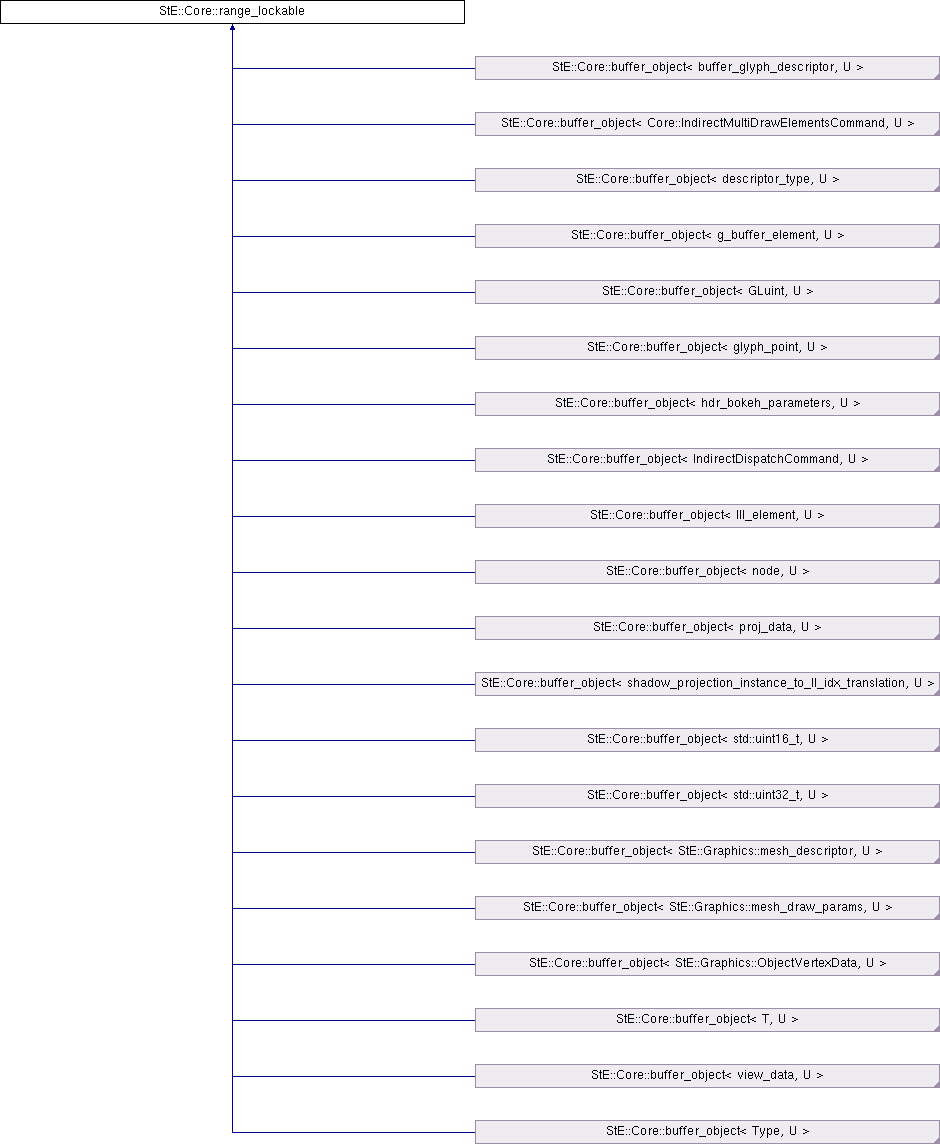 StE::Core::range_lockable
StE::Core::buffer_object< buffer_glyph_descriptor, U >
StE::Core::buffer_object< Core::IndirectMultiDrawElementsCommand, U >
StE::Core::buffer_object< descriptor_type, U >
StE::Core::buffer_object< g_buffer_element, U >
StE::Core::buffer_object< GLuint, U >
StE::Core::buffer_object< glyph_point, U >
StE::Core::buffer_object< hdr_bokeh_parameters, U >
StE::Core::buffer_object< IndirectDispatchCommand, U >
StE::Core::buffer_object< lll_element, U >
StE::Core::buffer_object< node, U >
StE::Core::buffer_object< proj_data, U >
StE::Core::buffer_object< shadow_projection_instance_to_ll_idx_translation, U >
StE::Core::buffer_object< std::uint16_t, U >
StE::Core::buffer_object< std::uint32_t, U >
StE::Core::buffer_object< StE::Graphics::mesh_descriptor, U >
StE::Core::buffer_object< StE::Graphics::mesh_draw_params, U >
StE::Core::buffer_object< StE::Graphics::ObjectVertexData, U >
StE::Core::buffer_object< T, U >
StE::Core::buffer_object< view_data, U >
StE::Core::buffer_object< Type, U >